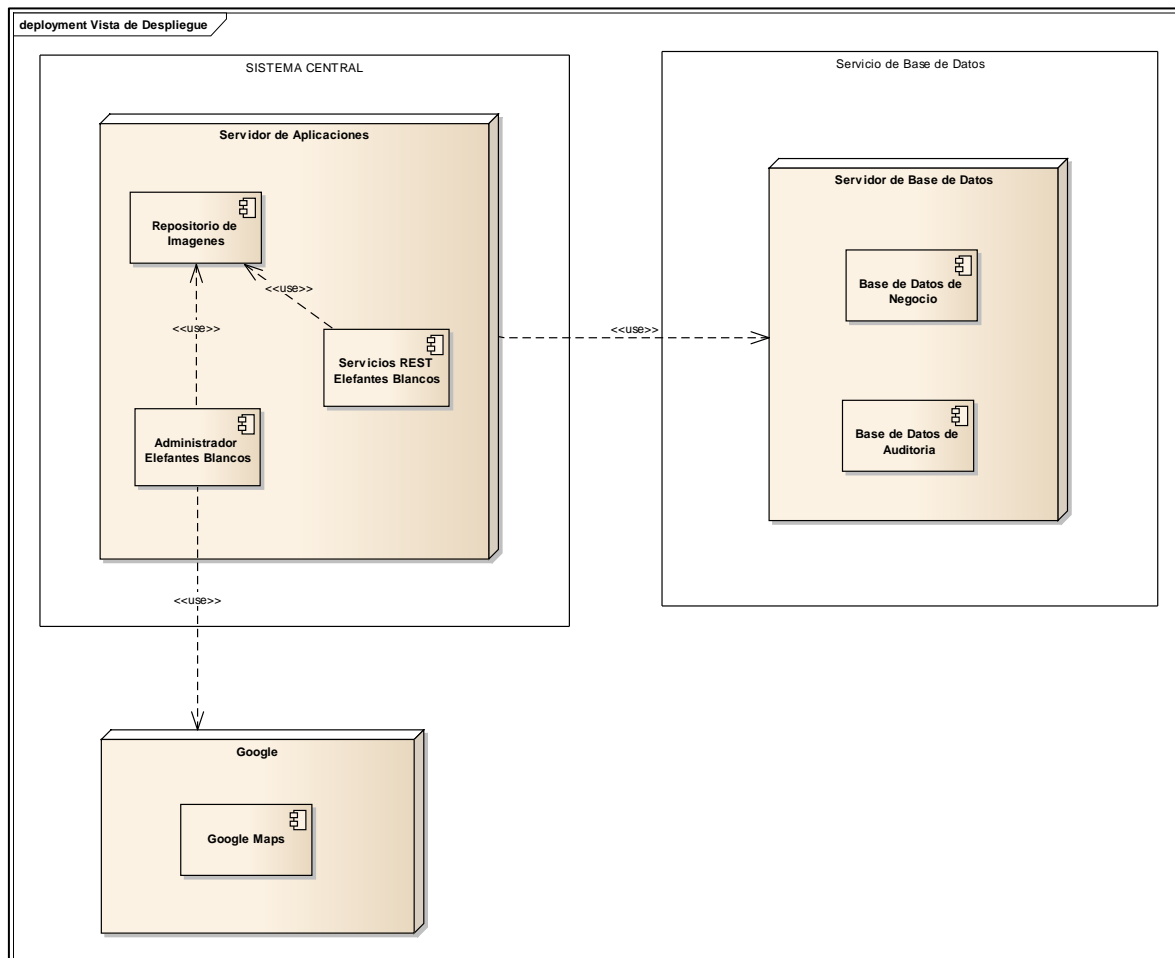 deployment Vista de Despliegue
SISTEMA CENTRAL
Servidor de Aplicaciones
Repositorio de
Imagenes
<<use>>
<<use>>
Servicios REST
Elefantes Blancos
Administrador
Elefantes Blancos
<<use>>
<<use>>
Servicio de Base de Datos
Servidor de Base de Datos
Base de Datos de
Negocio
Base de Datos de
Auditoria
Google
Google Maps